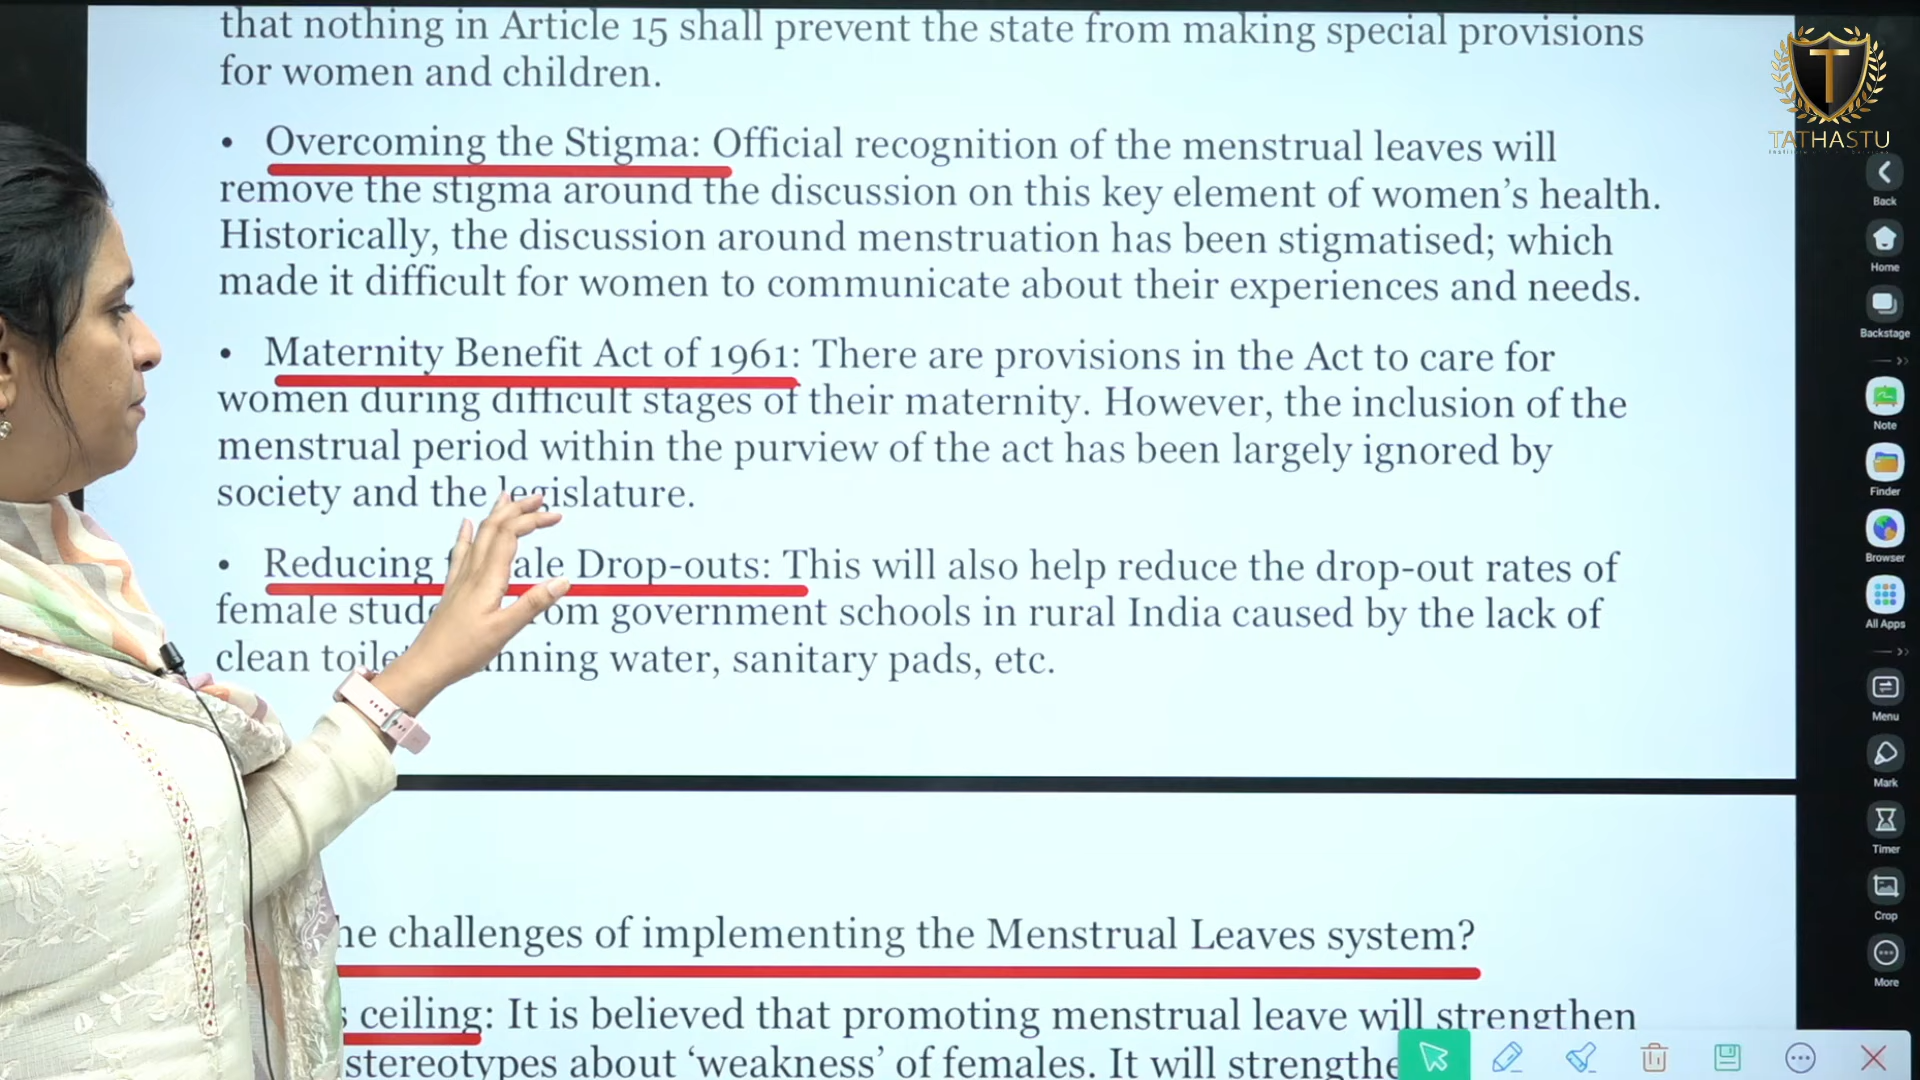 that nothing in Article 15 shall prevent the state from making special provisions
for women and children.
• Overcoming the Stigma: Official recognition of the menstrual leaves will
remove the stigma around the discussion on this key element of women's health.
Historically, the discussion around menstruation has been stigmatised; which
made it difficult for women to communicate about their experiences and needs.
• Maternity Benefit Act of 1961: There are provisions in the Act to care for
women during difficult stages of their maternity. However, the inclusion of the
menstrual period within the purview of the act has been largely ignored by
society and the legislature.
• Reducing Drop-outs: This will also help reduce the drop-out rates of
female government schools in rural India caused by the lack of
clean water, sanitary pads, etc.
challenges of implementing the Menstrual Leaves system?
ceiling: It is believed that promoting menstrual leave will strengthen
stereotypes about ‘weakness’ of females. It will
T
TATHASTU
Back
Home
Backstage
Note
Finder
Browser
All Apps
Menu
Mark
Timer
Crop
More